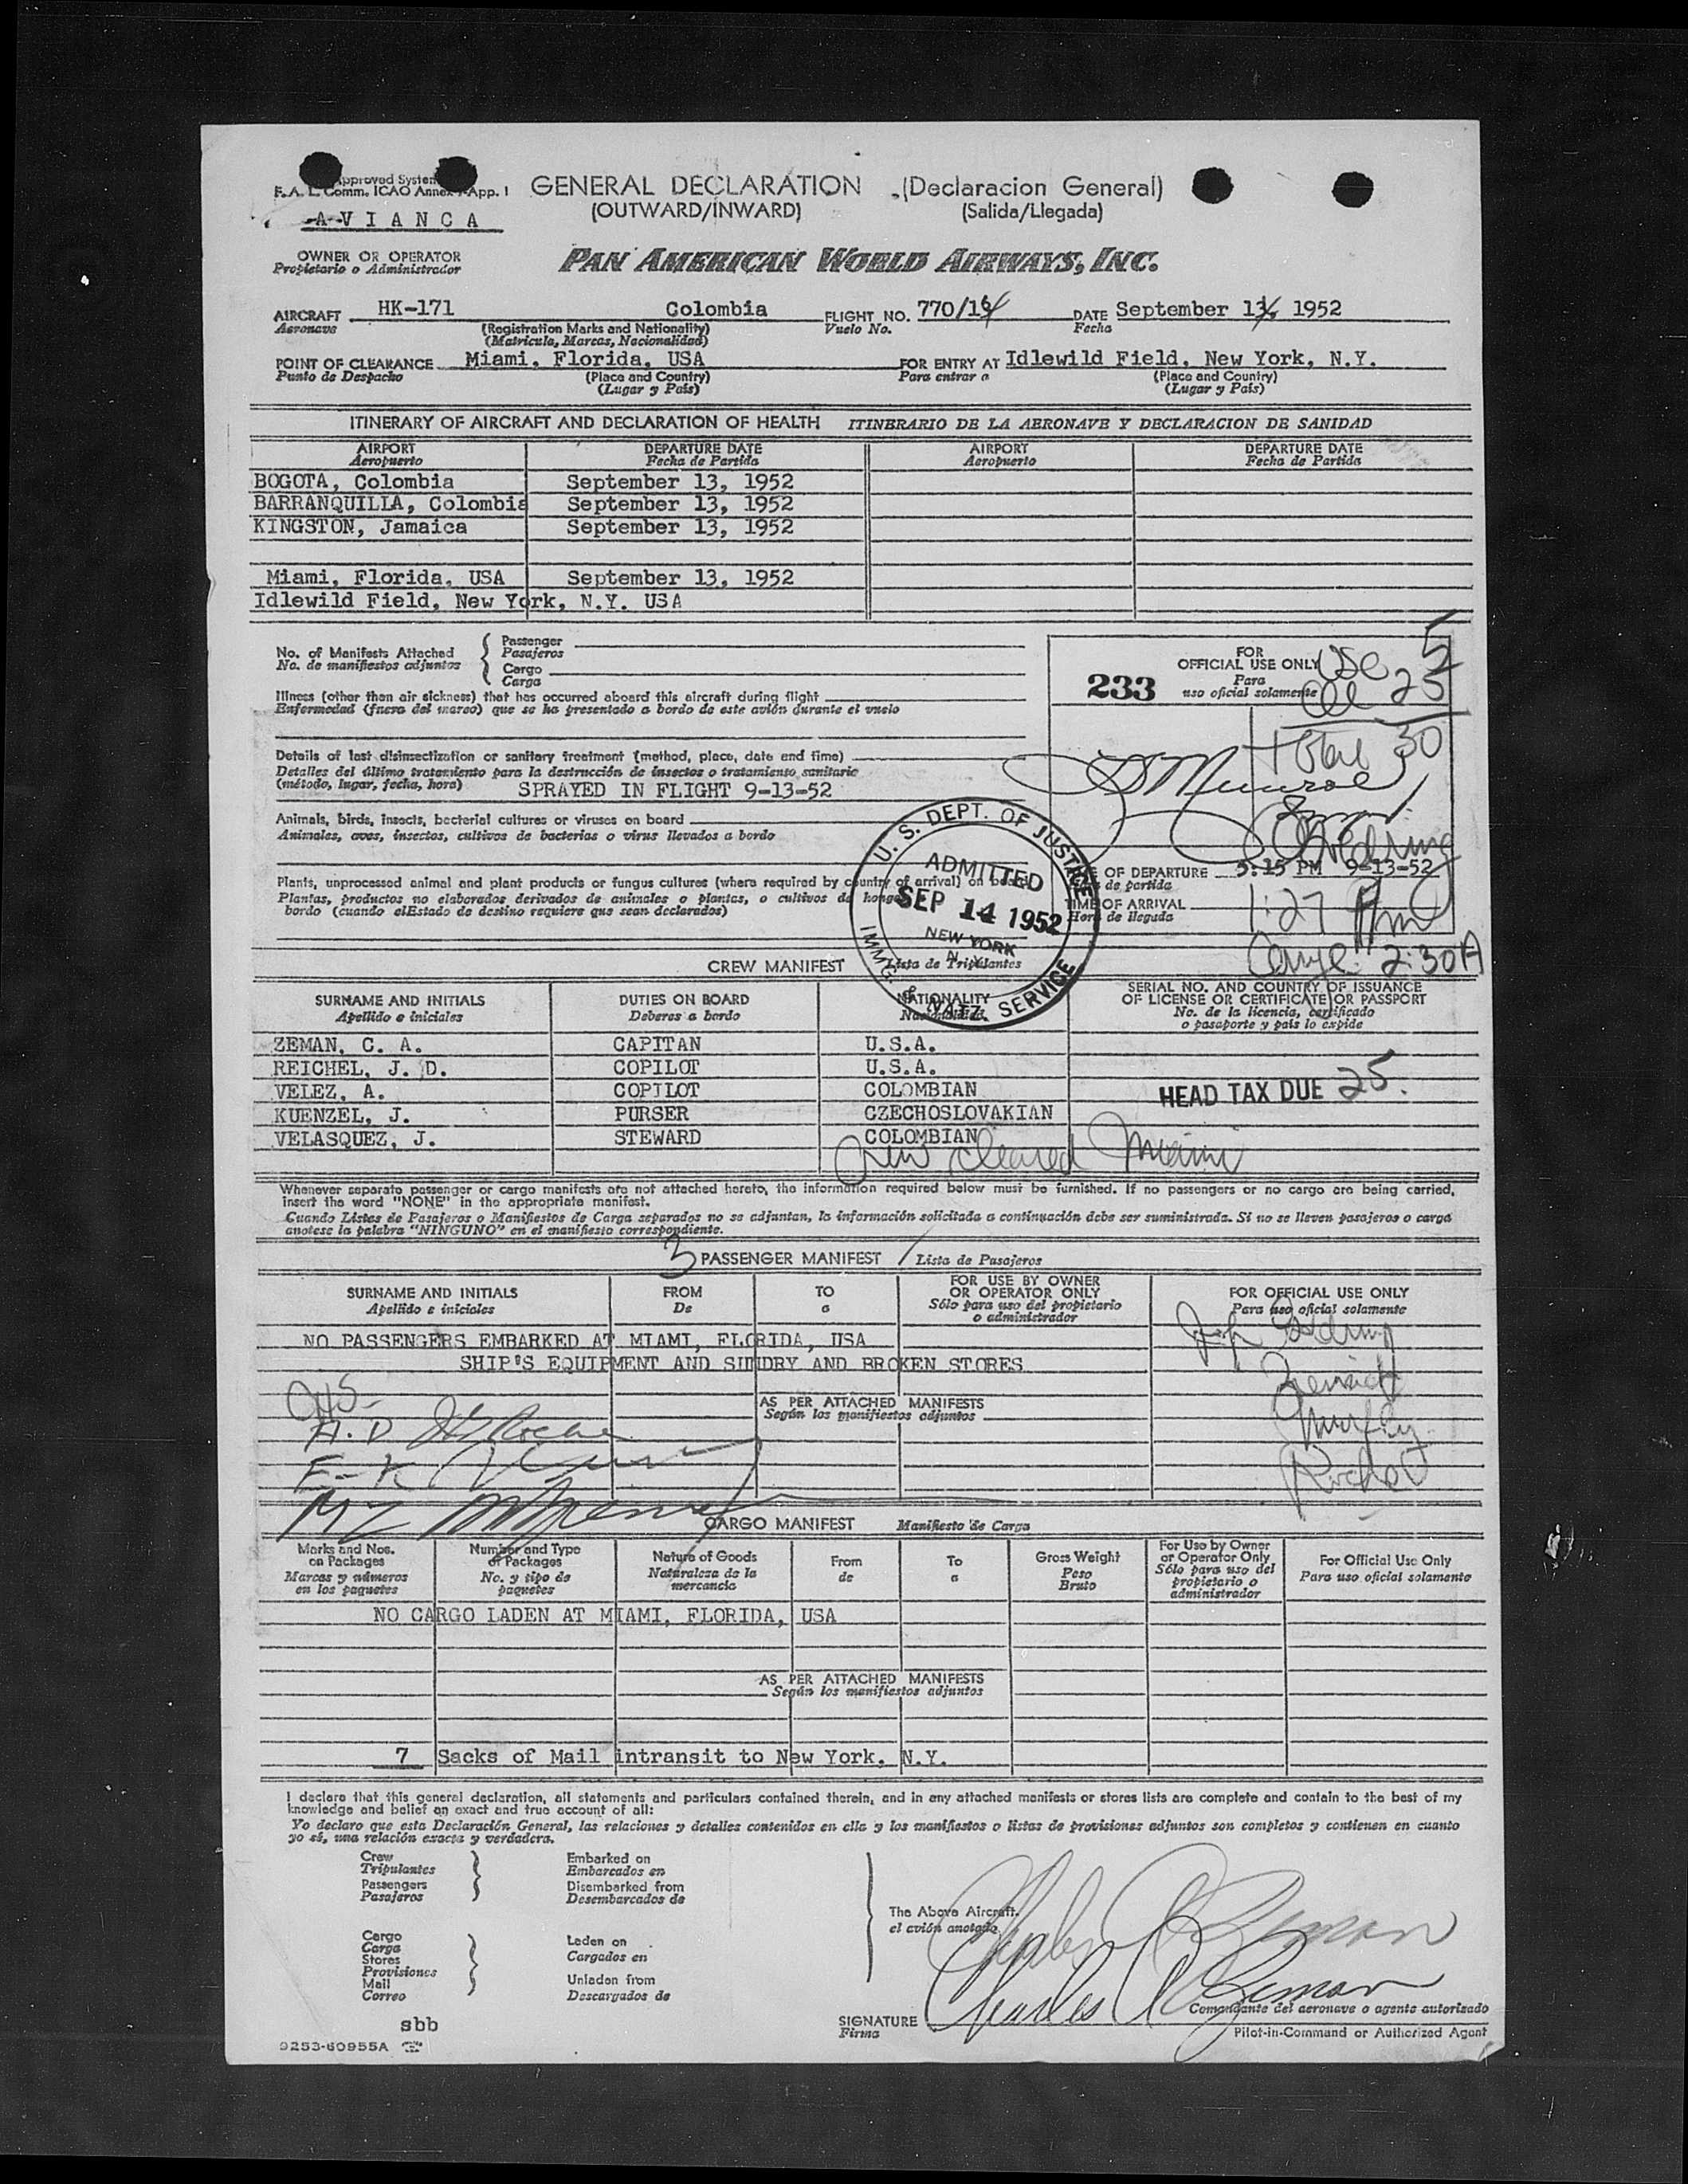 Approved System
F.A.L. Comm. ICAO Annex App. 1
GENERAL DECLARATION (Declaracion General)
(OUTWARD/INWARD) (Salida/Llegada)
AVIANCA
OWNER OR OPERATOR
Propietario o Administrador
PAN AMERICAN WORLD AIRWAYS, INC.
AIRCRAFT HK-171 Colombia FLIGHT NO. 770/14 DATE September 13, 1952
Aeronave (Registration Marks and Nationality) Vuelo No. Fecha
(Matricula, Marcas, Nacionalidad)
POINT OF CLEARANCE Miami, Florida, USA FOR ENTRY AT Idlewild Field, New York, N.Y.
Punto de Despacho (Place and Country) Para entrar a (Place and Country)
(Lugar y País) (Lugar y País)
ITINERARY OF AIRCRAFT AND DECLARATION OF HEALTH ITINERARIO DE LA AERONAVE Y DECLARACION DE SANIDAD
AIRPORT DEPARTURE DATE AIRPORT DEPARTURE DATE
Aeropuerto Fecha de Partida Aeropuerto Fecha de Partida
BOGOTA, Colombia September 13, 1952
BARRANQUILLA, Colombia September 13, 1952
KINGSTON, Jamaica September 13, 1952
Miami, Florida, USA September 13, 1952
Idlewild Field, New York, N.Y. USA
No. of Manifests Attached
No. de manifiestos adjuntos
Passenger
Pasajeros
Cargo
Carga
FOR
OFFICIAL USE ONLY
Para
uso oficial solamente
233
USC 5
Al 25
Total 30
Illness (other than air sickness) that has occurred aboard this aircraft during flight
Enfermedad (fuera del mareo) que se ha presentado a bordo de este avión durante el vuelo
Details of last disinsectization or sanitary treatment (method, place, date and time)
Detalles del último tratamiento para la destrucción de insectos o tratamiento sanitario
(método, lugar, fecha, hora) SPRAYED IN FLIGHT 9-13-52
Munroe
Animals, birds, insects, bacterial cultures or viruses on board
Animales, aves, insectos, cultivos de bacterias o virus llevados a bordo
Goldring
Plants, unprocessed animal and plant products or fungus cultures (where required by country of arrival) on board
Plantas, productos no elaborados derivados de animales o plantas, o cultivos de hongos
bordo (cuando elEstado de destino requiere que sean declarados)
U. S. DEPT. OF JUSTICE
ADMITTED
SEP 14 1952
NEW YORK
N. Y.
IMMG. & NATZ. SERVICE
OF DEPARTURE 5:15 PM 9-13-52
de partida
TIME OF ARRIVAL 1:27 Am
Hora de llegada
2:30A
CREW MANIFEST Lista de Tripulantes
SURNAME AND INITIALS DUTIES ON BOARD NATIONALITY SERIAL NO. AND COUNTRY OF ISSUANCE
OF LICENSE OR CERTIFICATE OR PASSPORT
Apellido e iniciales Deberes a bordo No. de la licencia, certificado
o pasaporte y país lo expide
ZEMAN, C. A. CAPITAN U.S.A.
REICHEL, J. D. COPILOT U.S.A.
VELEZ, A. COPILOT COLOMBIAN
HEAD TAX DUE 25.
KUENZEL, J. PURSER CZECHOSLOVAKIAN
VELASQUEZ, J. STEWARD COLOMBIAN
Crew cleared Miami
Whenever separate passenger or cargo manifests are not attached hereto, the information required below must be furnished. If no passengers or no cargo are being carried,
insert the word "NONE" in the appropriate manifest.
Cuando Listas de Pasajeros o Manifiestos de Carga separados no se adjuntan, la información solicitada a continuación debe ser suministrada. Si no se lleven pasajeros o carga
anotese la palabra "NINGUNO" en el manifiesto correspondiente.
3 PASSENGER MANIFEST / Lista de Pasajeros
SURNAME AND INITIALS FROM TO FOR USE BY OWNER FOR OFFICIAL USE ONLY
OR OPERATOR ONLY
Apellido e iniciales De a Sólo para uso del propietario Para uso oficial solamente
o administrador
NO PASSENGERS EMBARKED AT MIAMI, FLORIDA, USA
SHIP'S EQUIPMENT AND SUNDRY AND BROKEN STORES
AS PER ATTACHED MANIFESTS
Según los manifiestos adjuntos
Murphy
Roche
A.D Roche
F-K
CARGO MANIFEST Manifiesto de Carga
Marks and Nos. Number and Type Nature of Goods From To Gross Weight For Use by Owner For Official Use Only
on Packages of Packages or Operator Only
Marcas y números No. y tipo de Naturaleza de la de a Peso Sólo para uso del Para uso oficial solamente
en los paquetes paquetes mercancia Bruto propietario o
administrador
NO CARGO LADEN AT MIAMI, FLORIDA, USA
AS PER ATTACHED MANIFESTS
Según los manifiestos adjuntos
7 Sacks of Mail intransit to New York, N.Y.
I declare that this general declaration, all statements and particulars contained therein, and in any attached manifests or stores lists are complete and contain to the best of my
knowledge and belief an exact and true account of all:
Yo declaro que esta Declaración General, las relaciones y detalles contenidos en ella y los manifiestos o listas de provisiones adjuntos son completos y contienen en cuanto
yo sé, una relación exacta y verdadera.
Crew Embarked on
Tripulantes Embarcados en
Passengers Disembarked from
Pasajeros Desembarcados de
The Above Aircraft.
el avión anotado
Cargo
Carga Laden on
Stores Cargados en
Provisiones
Mail Unladen from
Correo Descargados de
Charles A Zeman
Charles A Zeman
SIGNATURE
Firma
Comandante del aeronave o agente autorizado
Pilot-in-Command or Authorized Agent
sbb
9253-60955A